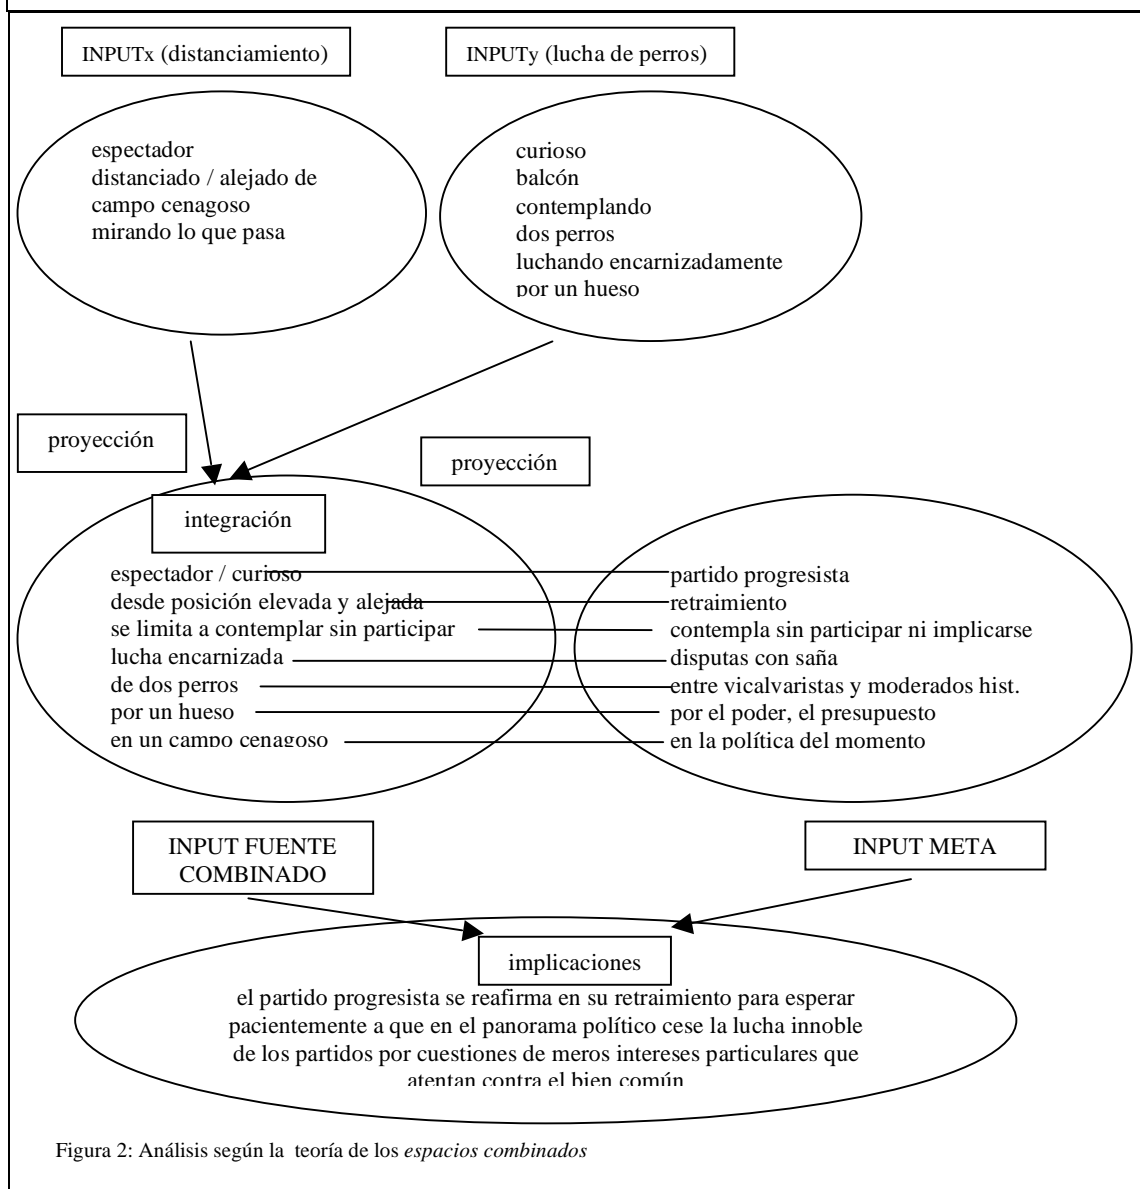 INPUTx (distanciamiento)
INPUTy (lucha de perros)
espectador
distanciado / alejado de
campo cenagoso
mirando lo que pasa
curioso
balcón
contemplando
dos perros
luchando encarnizadamente
por un hueso
proyección
proyección
integración
espectador / curioso
desde posición elevada y alejada
se limita a contemplar sin participar
lucha encarnizada
de dos perros
por un hueso
en un campo cenagoso
partido progresista
retraimiento
contempla sin participar ni implicarse
disputas con saña
entre vicalvaristas y moderados hist.
por el poder, el presupuesto
en la política del momento
INPUT FUENTE
COMBINADO
INPUT META
implicaciones
el partido progresista se reafirma en su retraimiento para esperar
pacientemente a que en el panorama político cese la lucha innoble
de los partidos por cuestiones de meros intereses particulares que
atentan contra el bien común
Figura 2: Análisis según la teoría de los espacios combinados